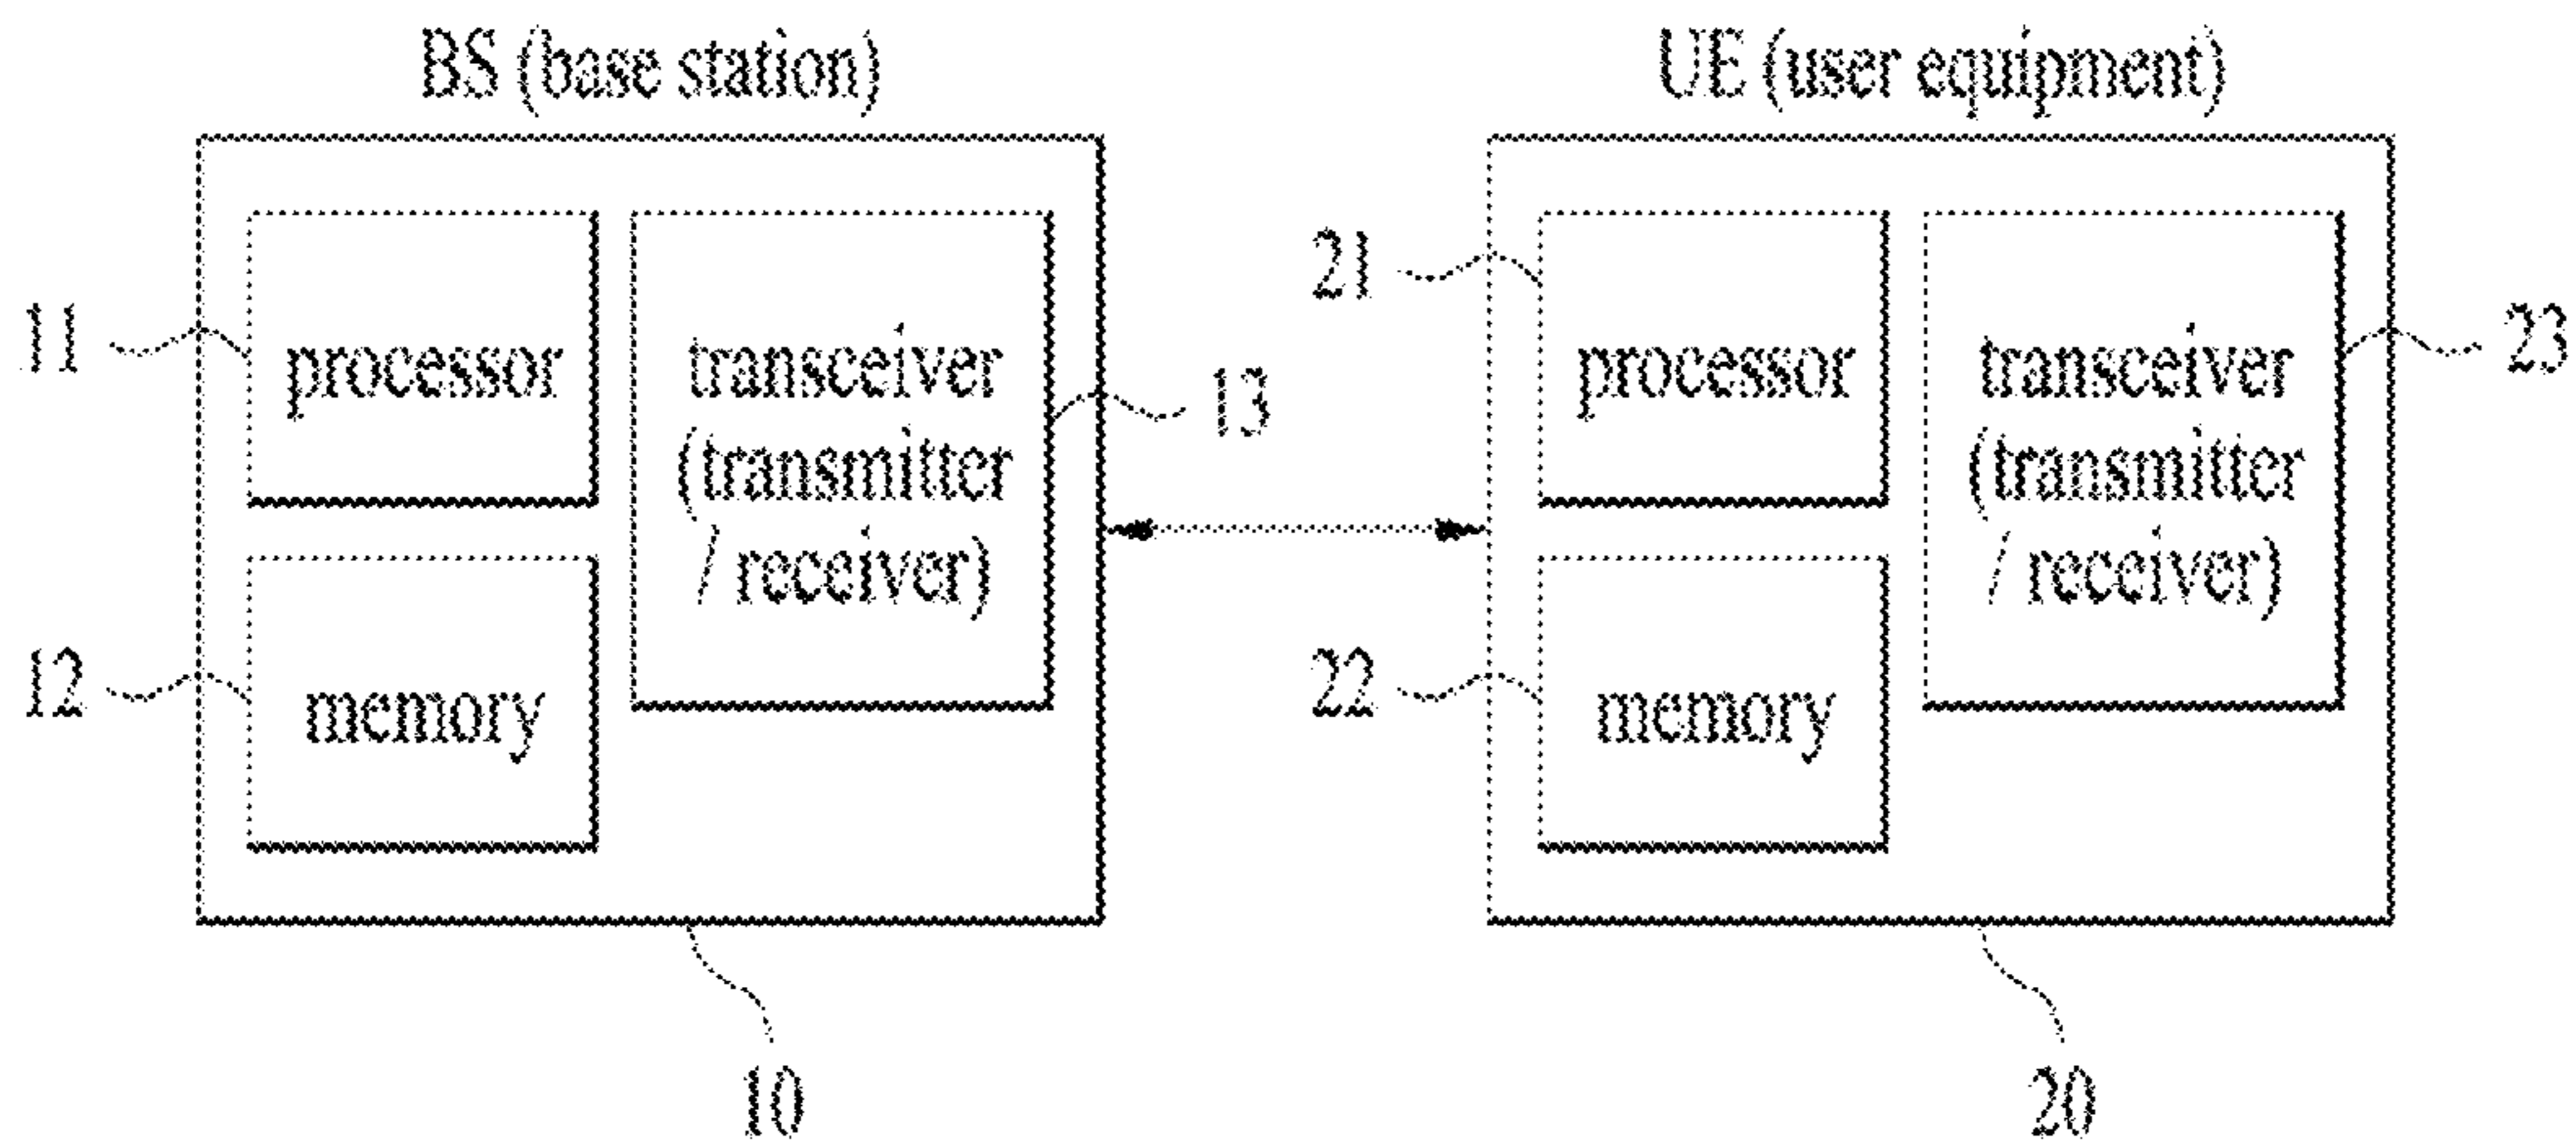 BS (base station)
11
processor
12
memory
transceiver
(transmitter
/ receiver)
13
10
UE (user equipment)
21
processor
22
memory
transceiver
(transmitter
/ receiver)
23
20